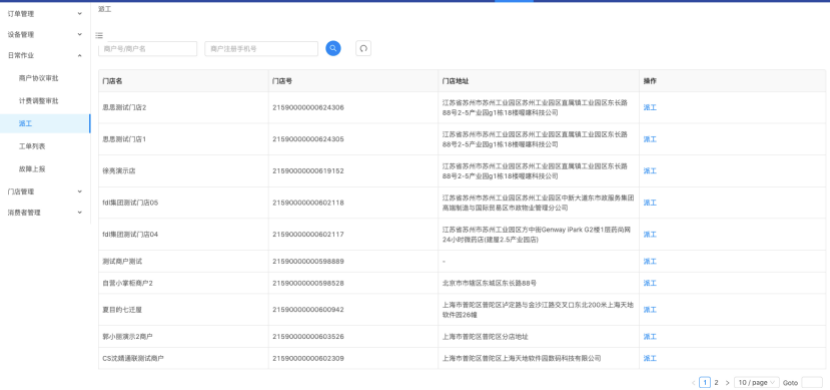 订单管理
设备管理
日常作业
商户协议审批
计费调整审批
派工
工单列表
故障上报
门店管理
消费者管理
派工
商户号/商户名
商户注册手机号
门店名 门店号 门店地址 操作
思思测试门店2 21590000000624306 江苏省苏州市苏州工业园区苏州工业园区直属镇工业园区东长路
88号2-5产业园g1栋18楼喔噻科技公司 派工
思思测试门店1 21590000000624305 江苏省苏州市苏州工业园区苏州工业园区直属镇工业园区东长路
88号2-5产业园g1栋18楼喔噻科技公司 派工
徐亮演示店 21590000000619152 江苏省苏州市苏州工业园区苏州工业园区直属镇工业园区东长路
88号2-5产业园g1栋18楼喔噻科技公司 派工
fdl集团测试门店05 21590000000602118 江苏省苏州市苏州工业园区苏州工业园区中新大道东市政服务集团
高端制造与国际贸易区市政物业管理分公司 派工
fdl集团测试门店04 21590000000602117 江苏省苏州市苏州工业园区方中街Genway iPark G2楼1层药尚网
24小时微药店(建屋2.5产业园店) 派工
测试商户测试 21590000000598889 - 派工
自营小掌柜商户2 21590000000598528 北京市市辖区东城区东长路88号 派工
夏目的七迁屋 21590000000600942 上海市普陀区普陀区泸定路与金沙江路交叉口东北200米上海天地
软件园26幢 派工
郭小丽演示2商户 21590000000603526 上海市普陀区普陀区分店地址 派工
CS沈婧通联测试商户 21590000000602309 上海市普陀区普陀区上海天地软件园数码科技有限公司 派工
1 2 10 / page Goto